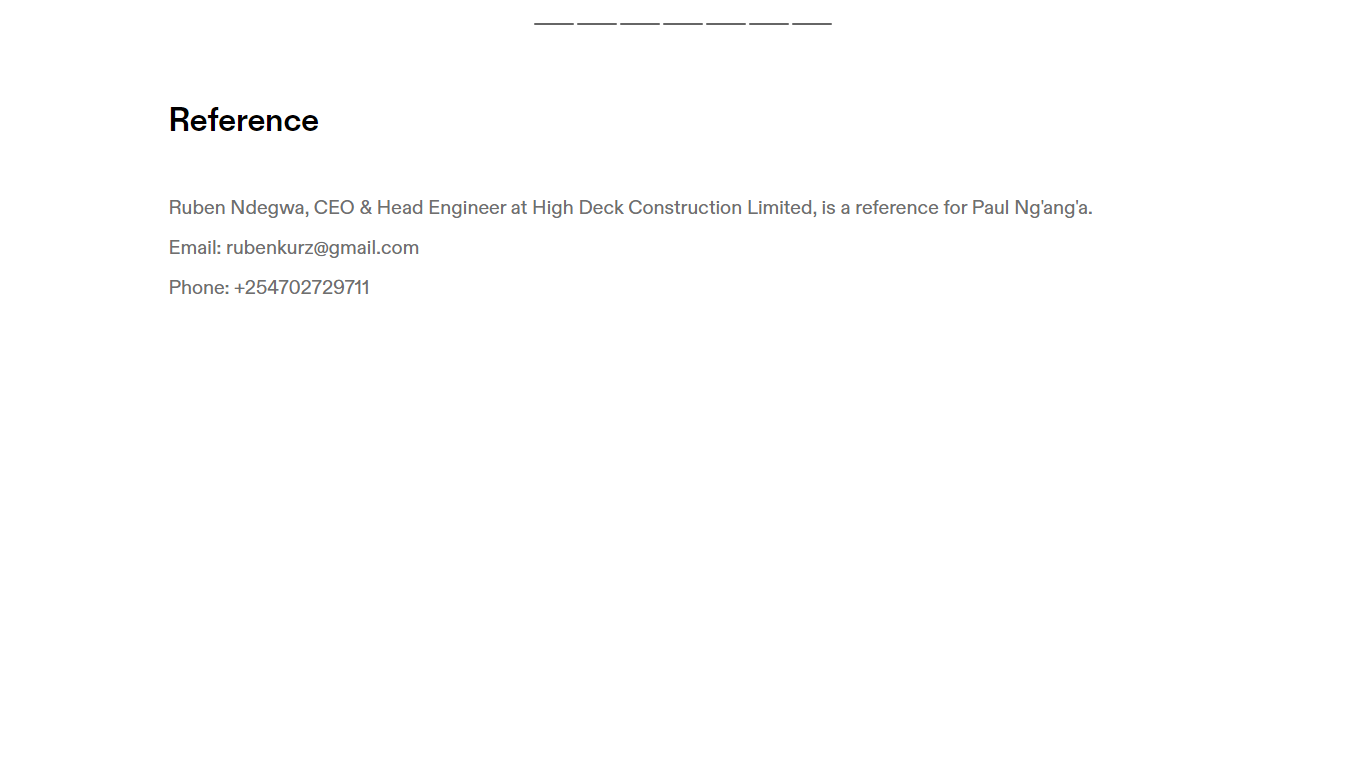 Reference
Ruben Ndegwa, CEO & Head Engineer at High Deck Construction Limited, is a reference for Paul Ng'ang'a.
Email: rubenkurz@gmail.com
Phone: +254702729711